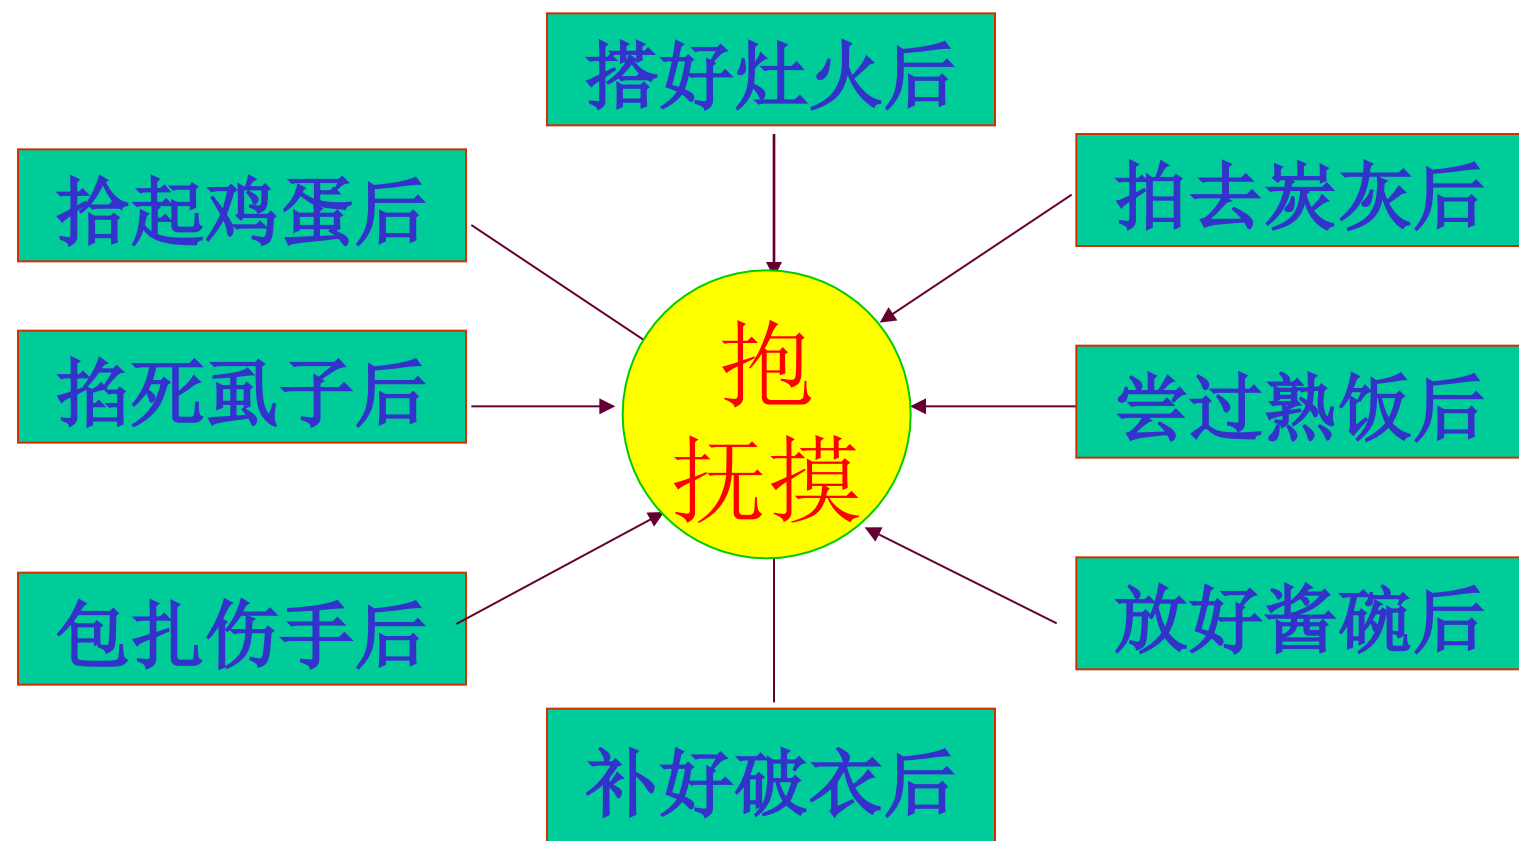 搭好灶火后
拍去炭灰后
拾起鸡蛋后
掐死虱子后
尝过熟饭后
抱
抚摸
包扎伤手后
放好酱碗后
补好破衣后